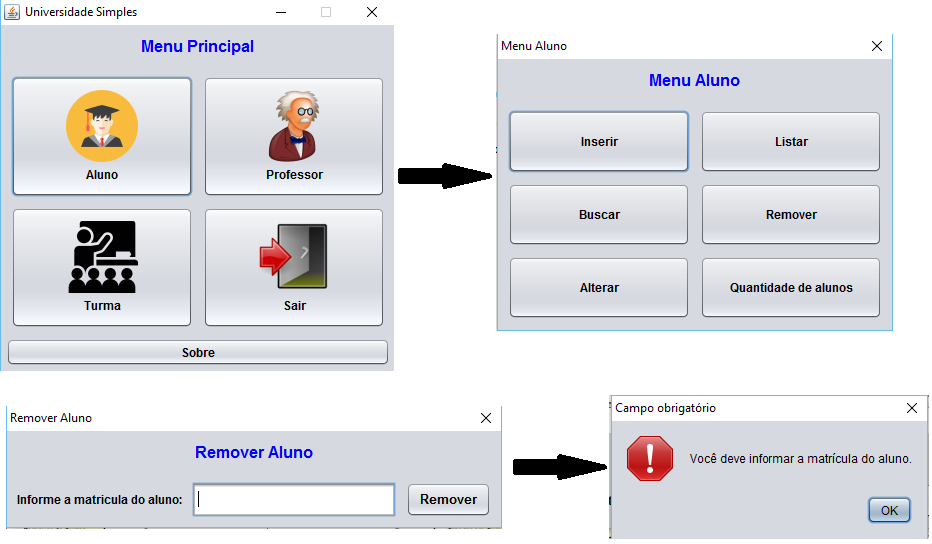 Universidade Simples
Menu Principal
Aluno
Professor
Turma
Sair
Sobre
Menu Aluno
Menu Aluno
Inserir
Listar
Buscar
Remover
Alterar
Quantidade de alunos
Remover Aluno
Remover Aluno
Informe a matricula do aluno:
Remover
Campo obrigatório
Você deve informar a matrícula do aluno.
OK